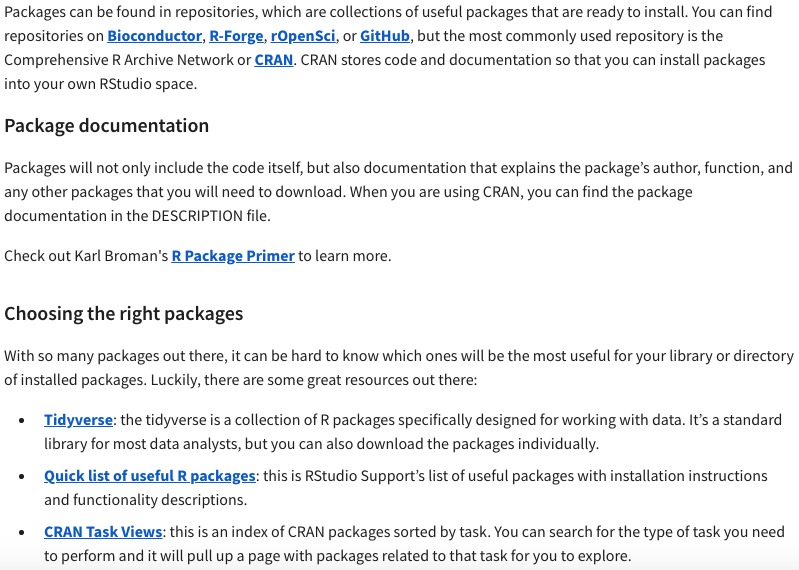 Packages can be found in repositories, which are collections of useful packages that are ready to install. You can find
repositories on Bioconductor, R-Forge, rOpenSci, or GitHub, but the most commonly used repository is the
Comprehensive R Archive Network or CRAN. CRAN stores code and documentation so that you can install packages
into your own RStudio space.
Package documentation
Packages will not only include the code itself, but also documentation that explains the package’s author, function, and
any other packages that you will need to download. When you are using CRAN, you can find the package
documentation in the DESCRIPTION file.
Check out Karl Broman's R Package Primer to learn more.
Choosing the right packages
With so many packages out there, it can be hard to know which ones will be the most useful for your library or directory
of installed packages. Luckily, there are some great resources out there:
• Tidyverse: the tidyverse is a collection of R packages specifically designed for working with data. It’s a standard
library for most data analysts, but you can also download the packages individually.
• Quick list of useful R packages: this is RStudio Support’s list of useful packages with installation instructions
and functionality descriptions.
• CRAN Task Views: this is an index of CRAN packages sorted by task. You can search for the type of task you need
to perform and it will pull up a page with packages related to that task for you to explore.